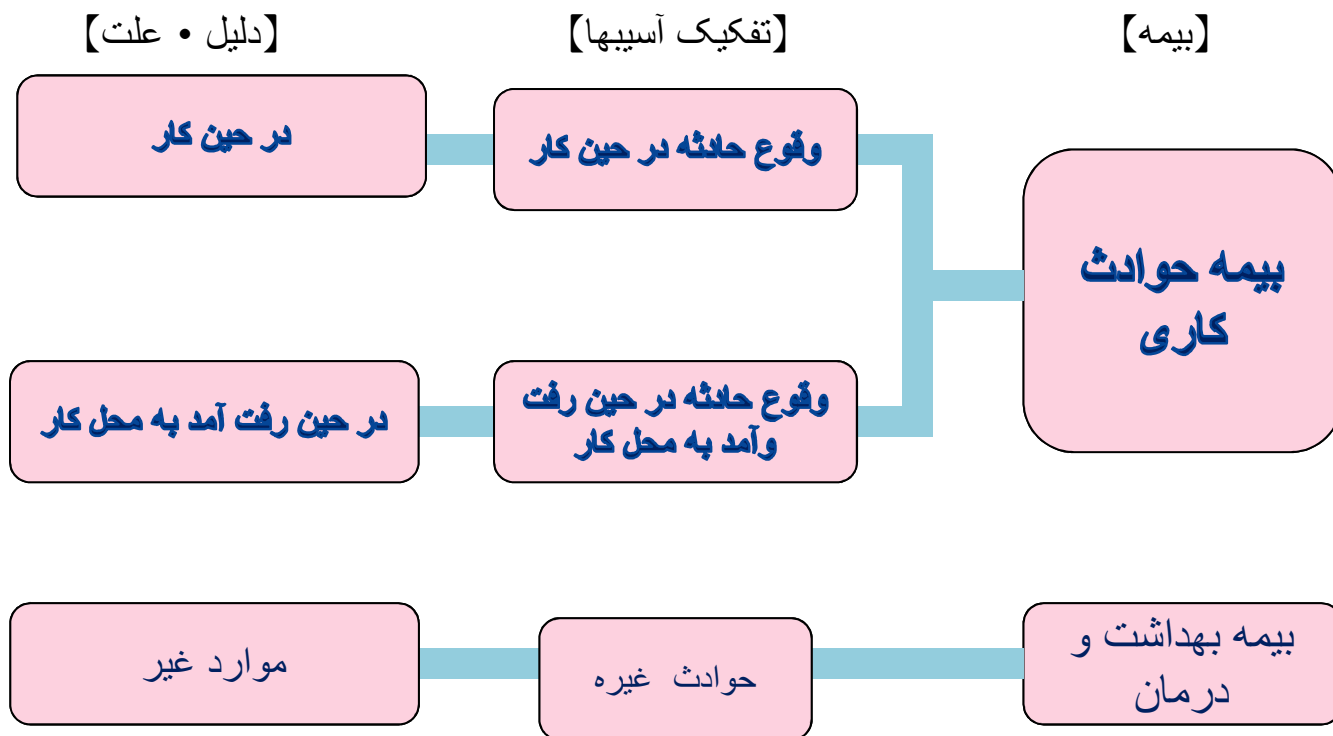 【بیمه】
【تفکیک آسیبها】
【دلیل • علت】
بیمه حوادث
کاری
وقوع حادثه در حین کار
در حین کار
وقوع حادثه در حین رفت
وآمد به محل کار
در حین رفت آمد به محل کار
بیمه بهداشت و
درمان
حوادث غیره
موارد غیر